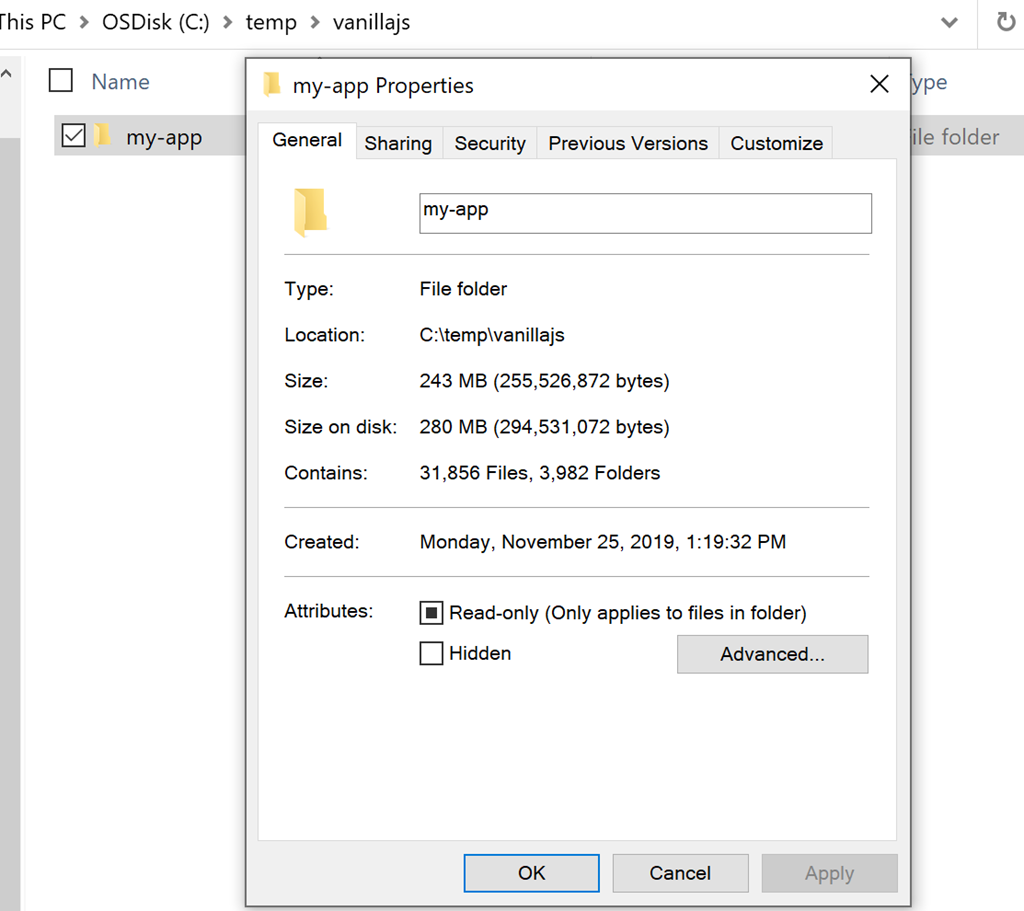 This PC > OSDisk (C:) > temp > vanillajs
Name
ype
my-app
ile folder
my-app Properties
General Sharing Security Previous Versions Customize
my-app
Type: File folder
Location: C:\temp\vanillajs
Size: 243 MB (255,526,872 bytes)
Size on disk: 280 MB (294,531,072 bytes)
Contains: 31,856 Files, 3,982 Folders
Created: Monday, November 25, 2019, 1:19:32 PM
Attributes: Read-only (Only applies to files in folder)
Hidden Advanced...
OK Cancel Apply